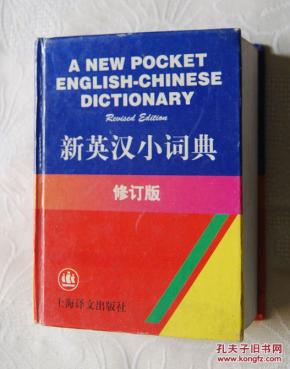 A NEW POCKET
ENGLISH-CHINESE
DICTIONARY
Revised Edition
新英汉小词典
修订版
上海译文出版社
孔夫子旧书网